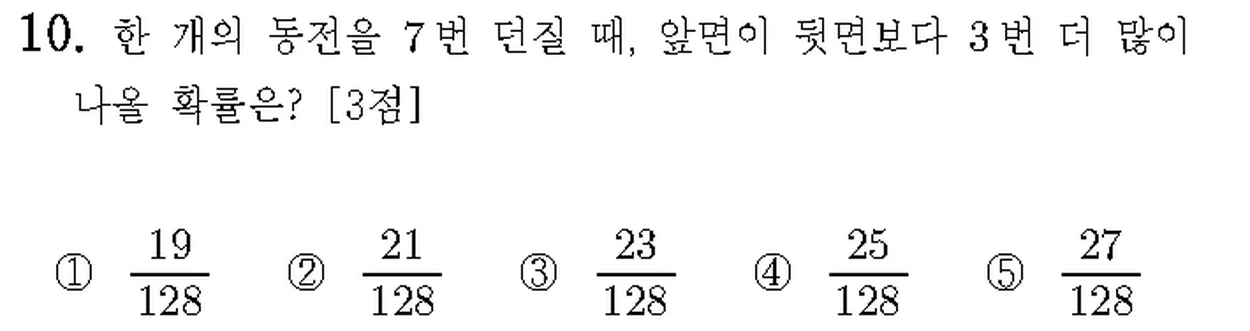 10. 한 개의 동전을 7번 던질 때, 앞면이 뒷면보다 3번 더 많이
나올 확률은? [3점]
① 19/128 ② 21/128 ③ 23/128 ④ 25/128 ⑤ 27/128